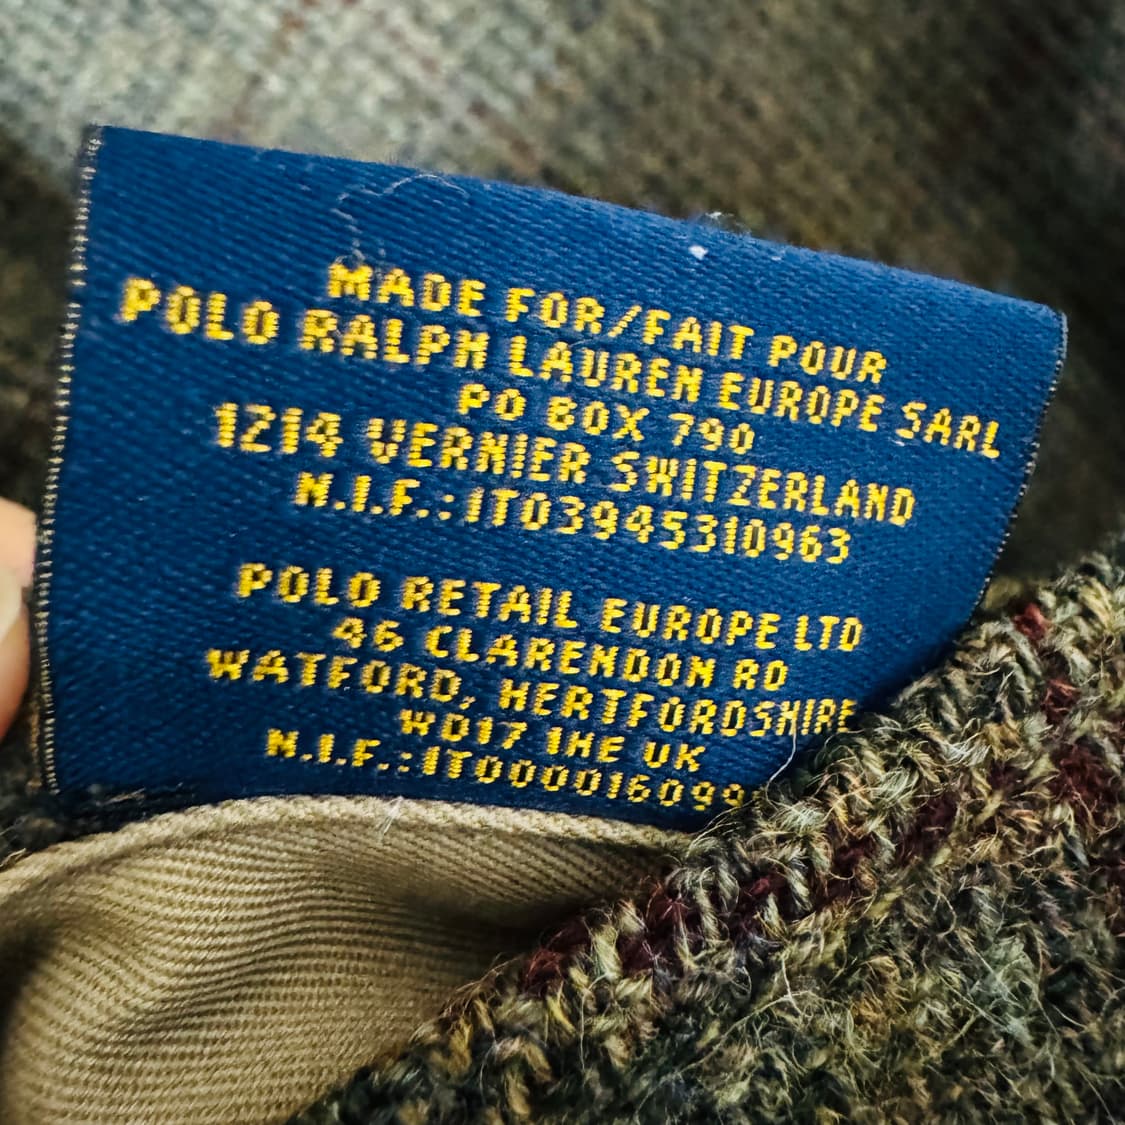 MADE FOR/FAIT POUR
POLO RALPH LAUREN EUROPE SARL
PO BOX 790
1214 VERNIER SWITZERLAND
N.I.F.:IT03945310963
POLO RETAIL EUROPE LTD
46 CLARENDON RD
WATFORD, HERTFORDSHIRE
WD17 1HE UK
N.I.F.: